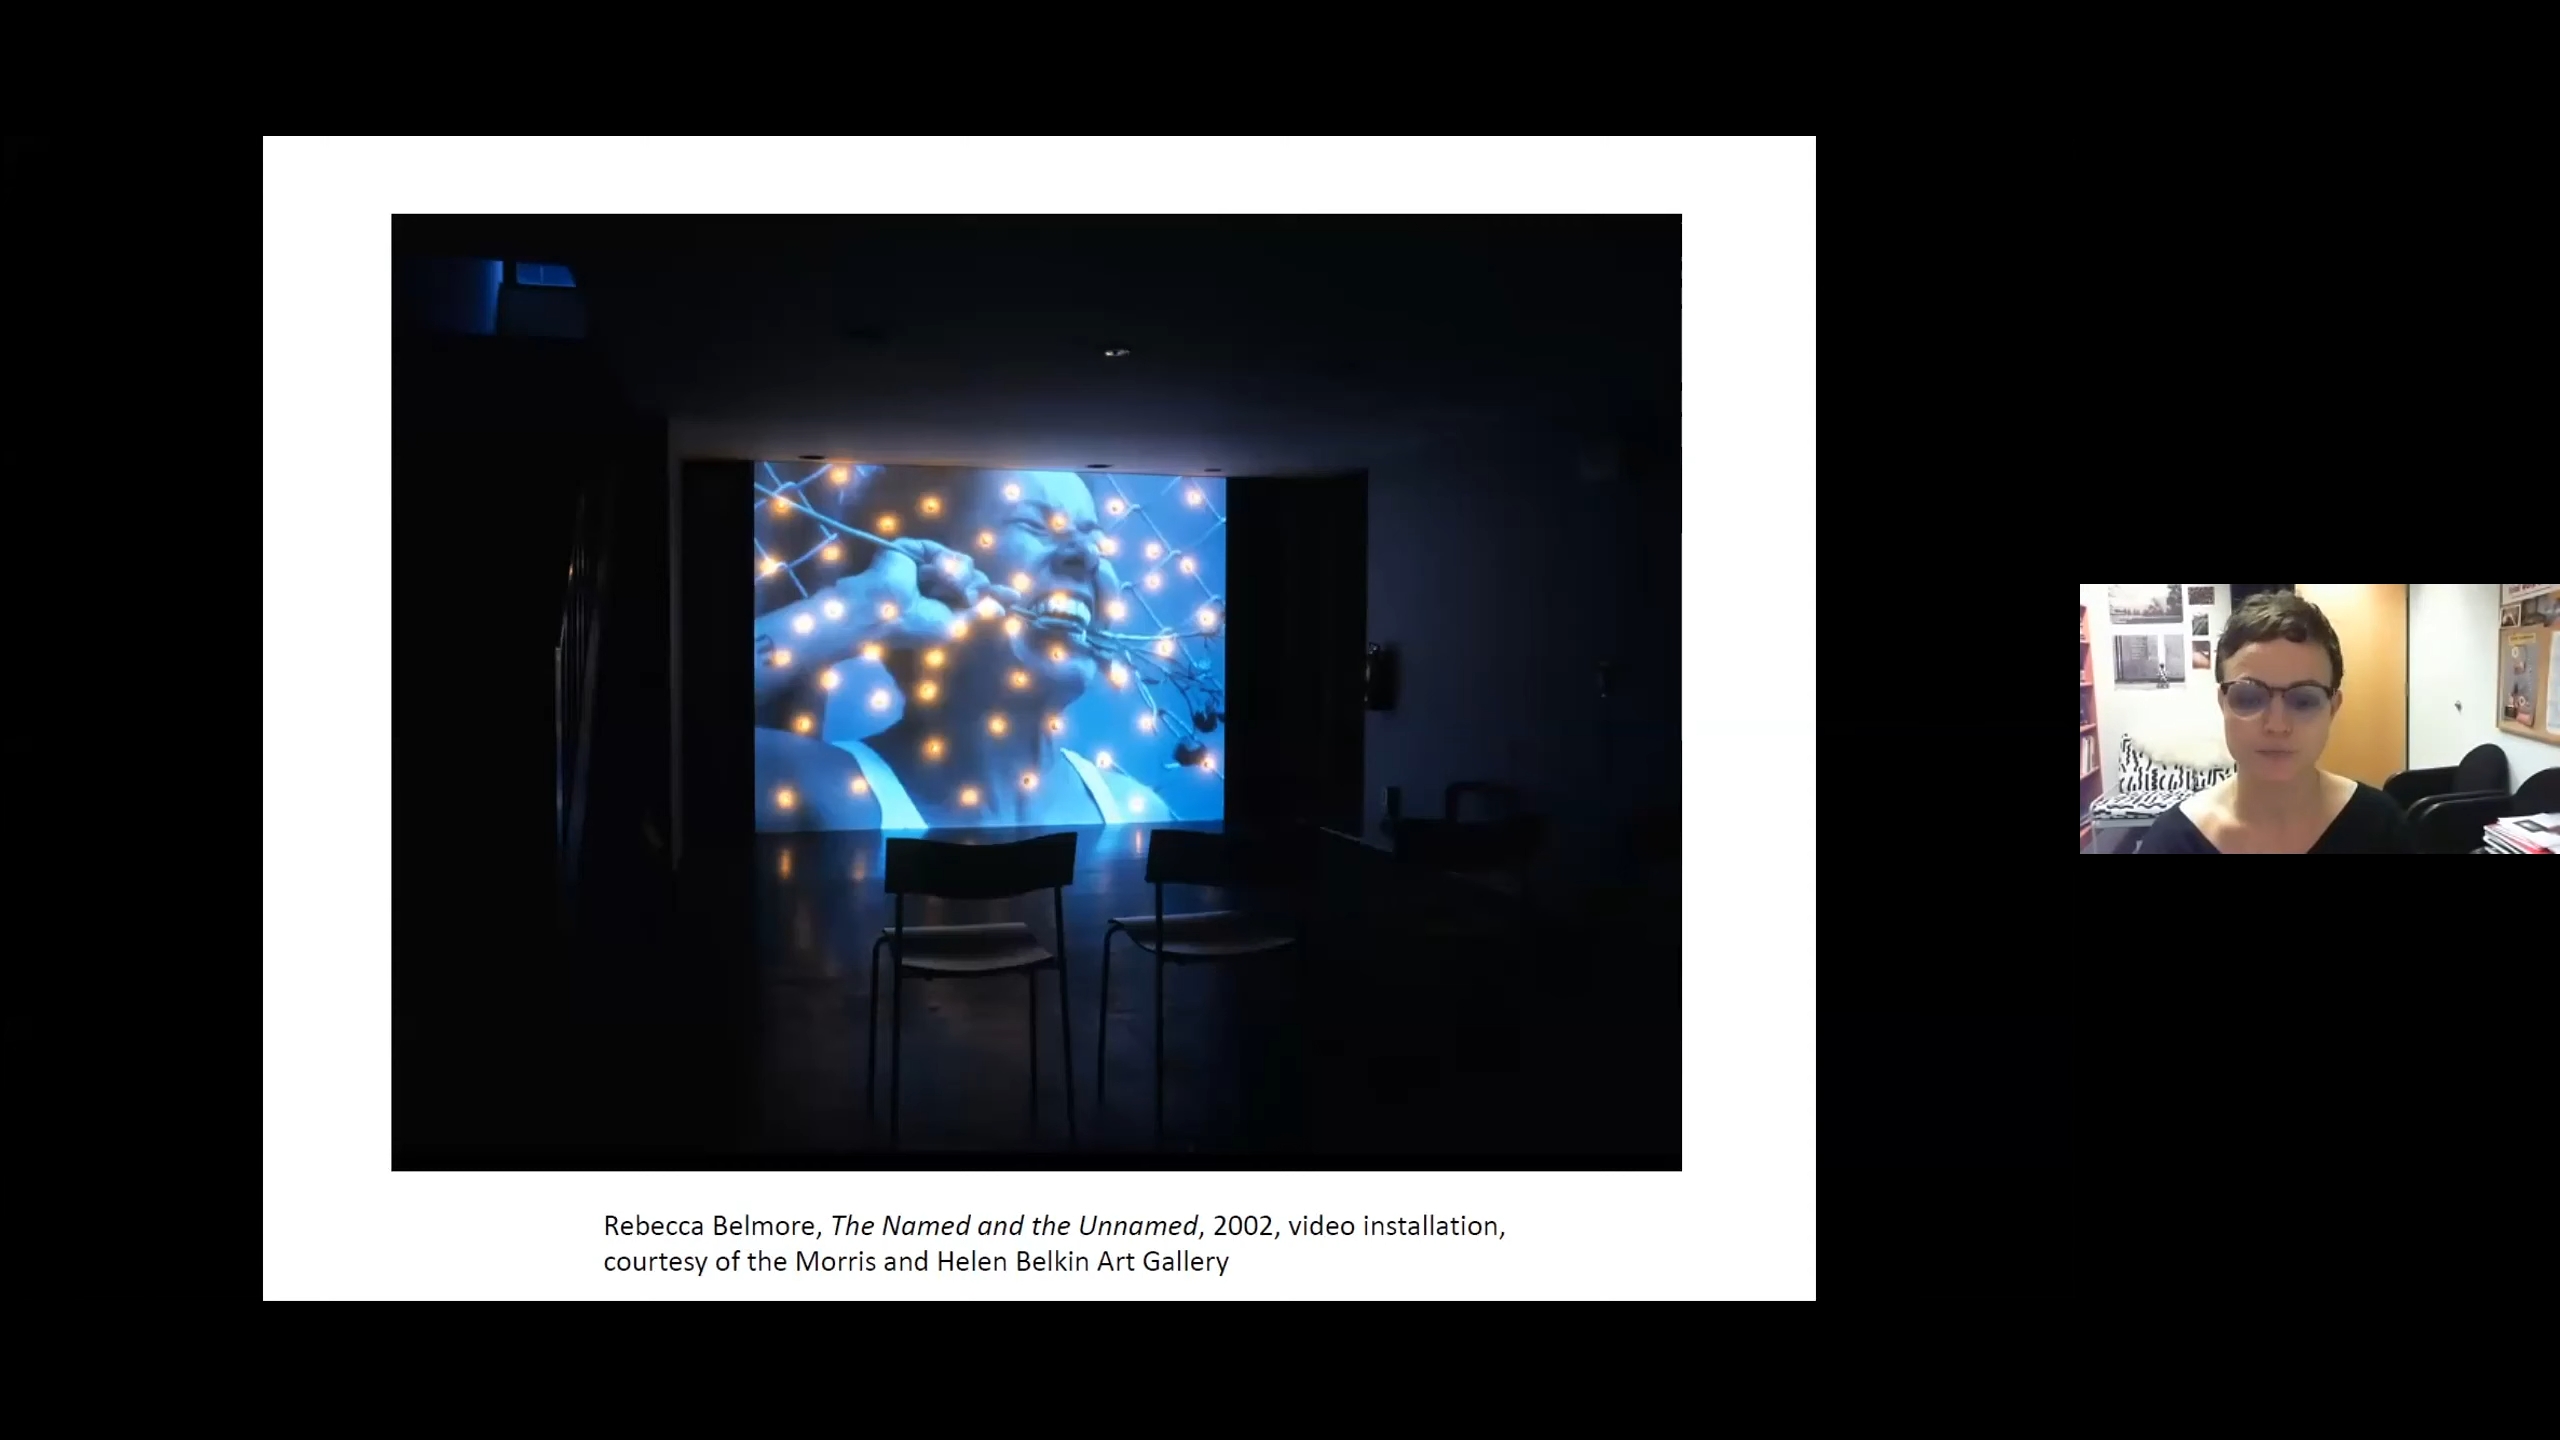 Rebecca Belmore, The Named and the Unnamed, 2002, video installation,
courtesy of the Morris and Helen Belkin Art Gallery